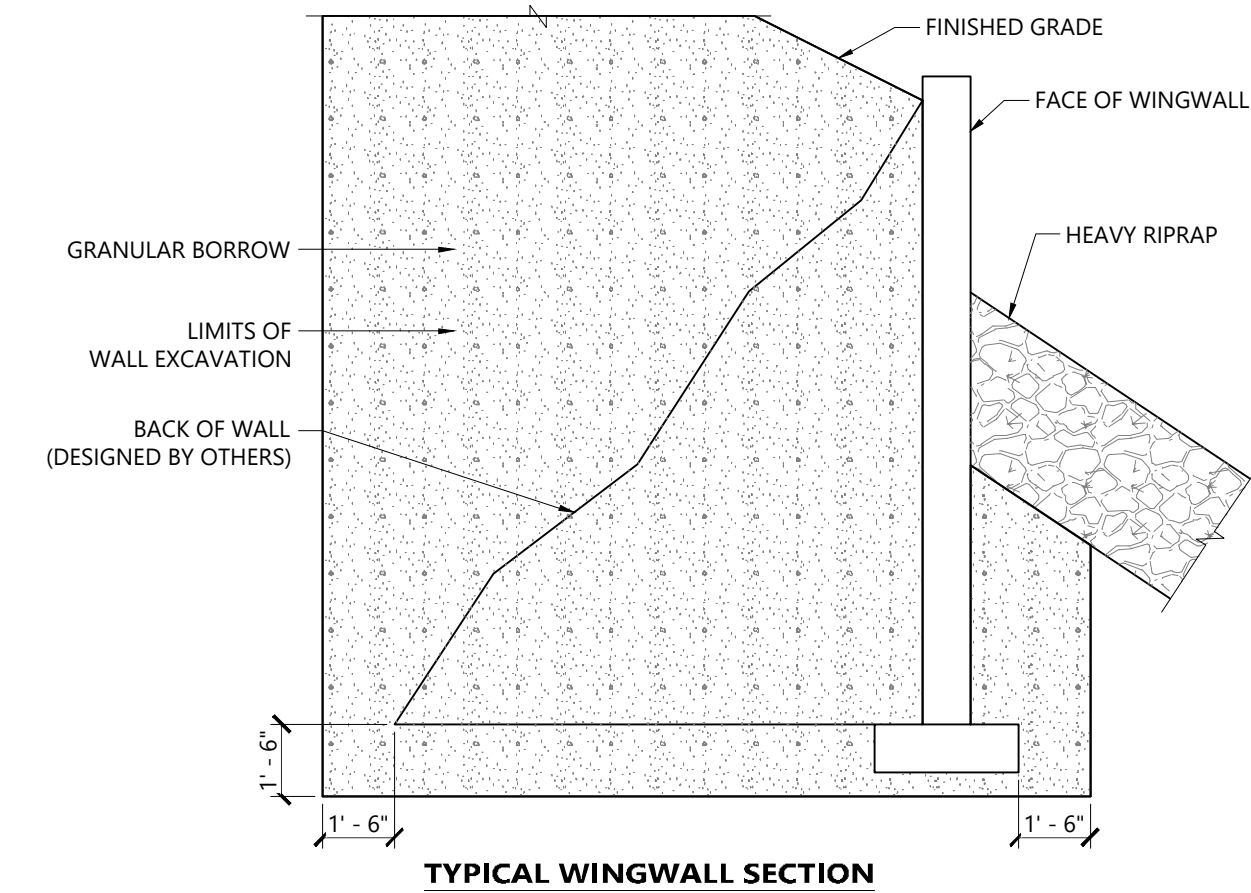 FINISHED GRADE
FACE OF WINGWALL
HEAVY RIPRAP
GRANULAR BORROW
LIMITS OF
WALL EXCAVATION
BACK OF WALL
(DESIGNED BY OTHERS)
1' - 6"
1' - 6"
1' - 6"
TYPICAL WINGWALL SECTION